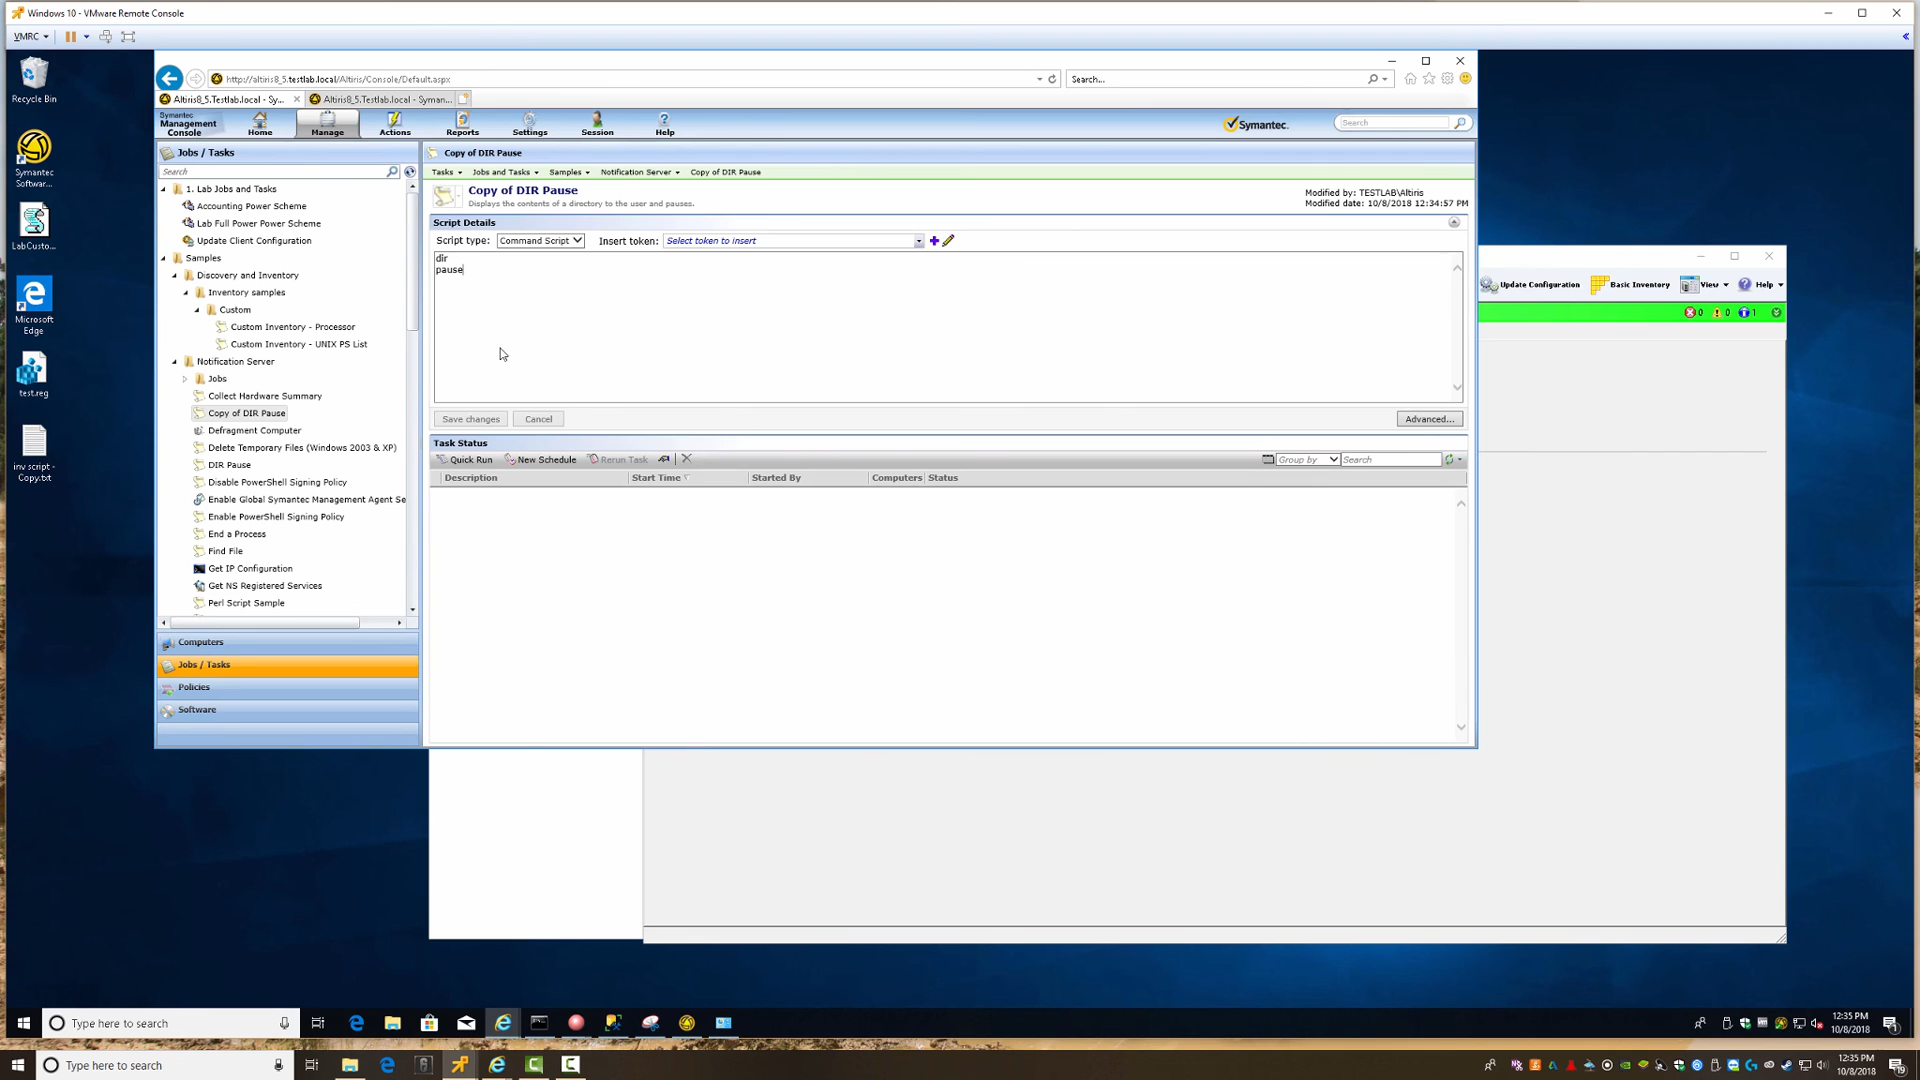 Windows 10 - VMware Remote Console
VMRC
Recycle Bin
Symantec
Softwar...
LabCusto...
Microsoft
Edge
test.reg
inv script -
Copy.txt
http://altiris8_5.testlab.local/Altiris/Console/Default.aspx
Search...
Altiris8_5.Testlab.local - Sy...
Altiris8_5.Testlab.local - Syman...
Symantec
Management
Console
Home
Manage
Actions
Reports
Settings
Session
Help
Symantec.
Search
Jobs / Tasks
Search
1. Lab Jobs and Tasks
Accounting Power Scheme
Lab Full Power Power Scheme
Update Client Configuration
Samples
Discovery and Inventory
Inventory samples
Custom
Custom Inventory - Processor
Custom Inventory - UNIX PS List
Notification Server
Jobs
Collect Hardware Summary
Copy of DIR Pause
Defragment Computer
Delete Temporary Files (Windows 2003 & XP)
DIR Pause
Disable PowerShell Signing Policy
Enable Global Symantec Management Agent Se
Enable PowerShell Signing Policy
End a Process
Find File
Get IP Configuration
Get NS Registered Services
Perl Script Sample
Computers
Jobs / Tasks
Policies
Software
Copy of DIR Pause
Tasks
Jobs and Tasks
Samples
Notification Server
Copy of DIR Pause
Copy of DIR Pause
Displays the contents of a directory to the user and pauses.
Modified by: TESTLAB\Altiris
Modified date: 10/8/2018 12:34:57 PM
Script Details
Script type: Command Script
Insert token: Select token to insert
dir
pause
Save changes
Cancel
Advanced...
Task Status
Quick Run
New Schedule
Rerun Task
Group by
Search
Description
Start Time
Started By
Computers
Status
Update Configuration
Basic Inventory
View
Help
0
0
1
Type here to search
12:35 PM
10/8/2018
1
Type here to search
12:35 PM
10/8/2018
19